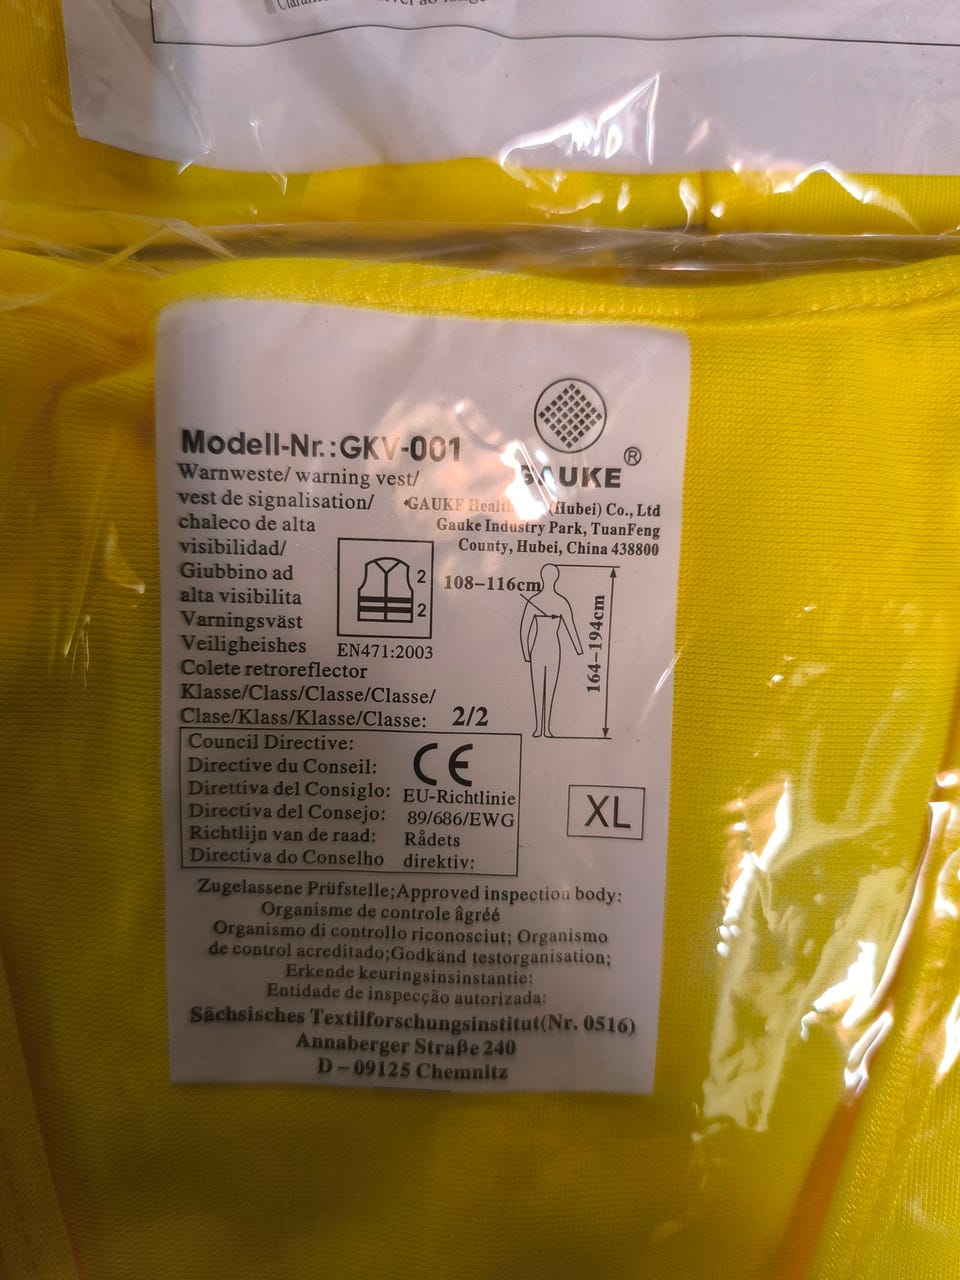 ao
Modell-Nr.:GKV-001
GAUKE®
Warnweste/ warning vest/
vest de signalisation/
chaleco de alta
visibilidad/
Giubbino ad
alta visibilita
Varningsväst
Veiligheishes
Colete retroreflector
Klasse/Class/Classe/Classe/
Clase/Klass/Klasse/Classe: 2/2
GAUKE (Hubei) Co., Ltd
Gauke Industry Park, TuanFeng
County, Hubei, China 438800
2
2
EN471:2003
108-116cm
164-194cm
Council Directive:
Directive du Conseil:
Direttiva del Consiglo:
Directiva del Consejo:
Richtlijn van de raad:
Directiva do Conselho
CE
EU-Richtlinie
89/686/EWG
Rådets
direktiv:
XL
Zugelassene Prüfstelle;Approved inspection body:
Organisme de controle âgréé
Organismo di controllo riconosciut; Organismo
de control acreditado;Godkänd testorganisation;
Erkende keuringsinsinstantie:
Entidade de inspecção autorizada:
Sächsisches Textilforschungsinstitut(Nr. 0516)
Annaberger Straße 240
D – 09125 Chemnitz